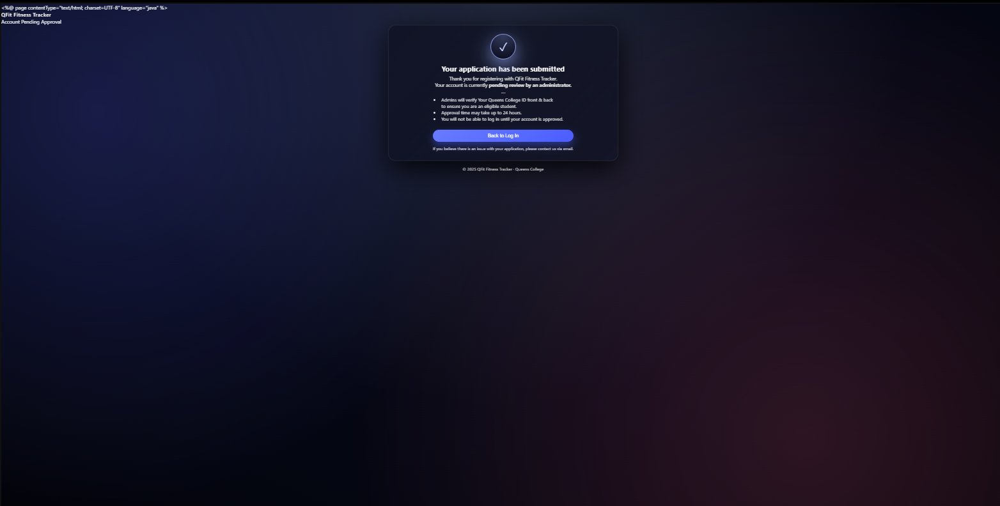 <%@ page contentType="text/html; charset=UTF-8" language="java" %>
QFit Fitness Tracker
Account Pending Approval
✓
Your application has been submitted
Thank you for registering with QFit Fitness Tracker.
Your account is currently pending review by an administrator.
—
• Admins will verify Your Queens College ID front & back
to ensure you are an eligible student.
• Approval time may take up to 24 hours.
• You will not be able to log in until your account is approved.
Back to Log In
If you believe there is an issue with your application, please contact us via email.
© 2025 QFit Fitness Tracker · Queens College